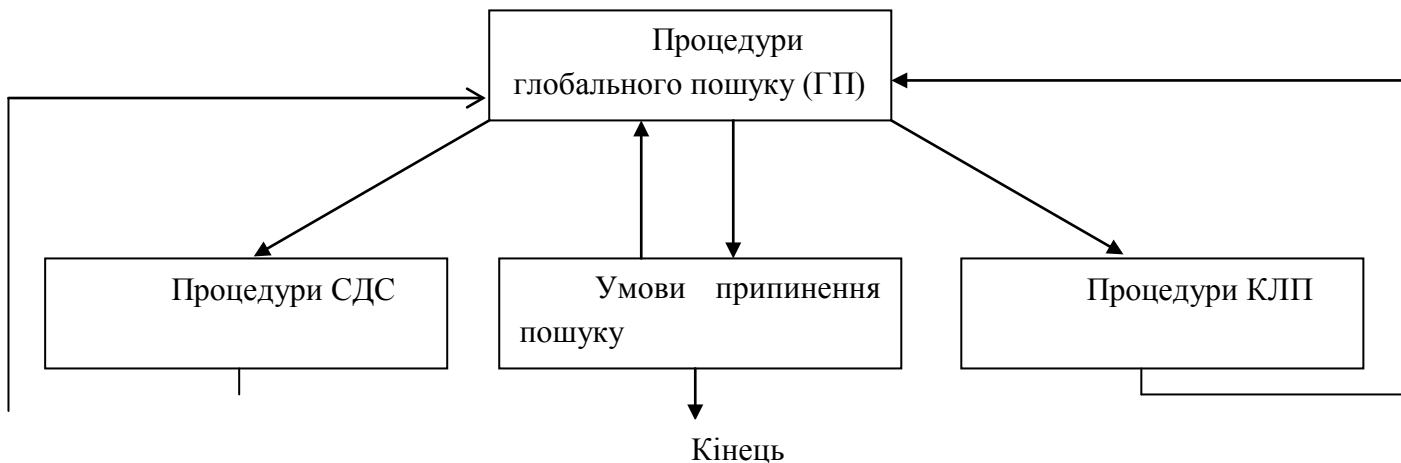 Процедури
глобального пошуку (ГП)
Процедури СДС
Умови припинення
пошуку
Процедури КЛП
Кінець